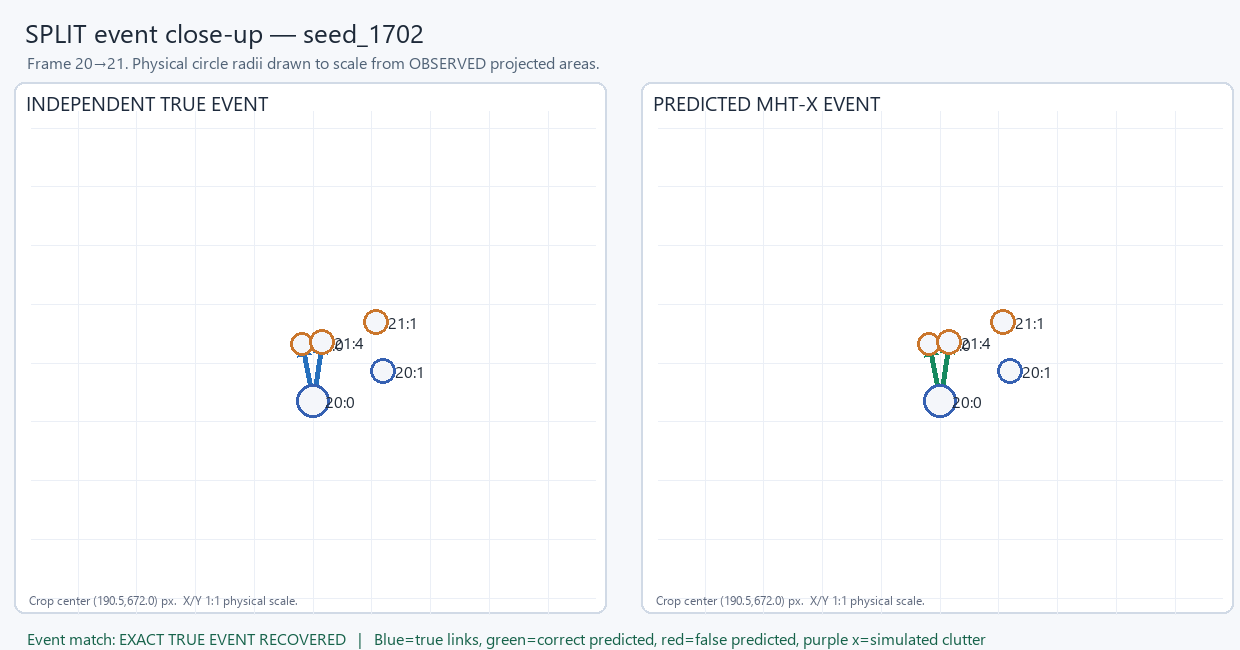 SPLIT event close-up — seed_1702
Frame 20→21. Physical circle radii drawn to scale from OBSERVED projected areas.
INDEPENDENT TRUE EVENT
21:1
21:4
20:1
20:0
Crop center (190.5,672.0) px. X/Y 1:1 physical scale.
PREDICTED MHT-X EVENT
21:1
21:4
20:1
20:0
Crop center (190.5,672.0) px. X/Y 1:1 physical scale.
Event match: EXACT TRUE EVENT RECOVERED | Blue=true links, green=correct predicted, red=false predicted, purple x=simulated clutter